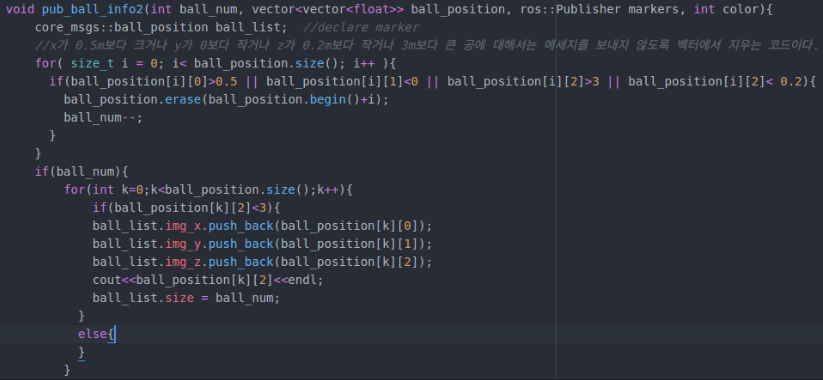 void pub_ball_info2(int ball_num, vector<vector<float>> ball_position, ros::Publisher markers, int color){
core_msgs::ball_position ball_list;  //declare marker
//x가 0.5m보다 크거나 y가 0보다 작거나 z가 0.2m보다 작거나 3m보다 큰 공에 대해서는 메세지를 보내지 않도록 벡터에서 지우는 코드이다.
for( size_t i = 0; i< ball_position.size(); i++ ){
if(ball_position[i][0]>0.5 || ball_position[i][1]<0 || ball_position[i][2]>3 || ball_position[i][2]< 0.2){
ball_position.erase(ball_position.begin()+i);
ball_num--;
}
}
if(ball_num){
for(int k=0;k<ball_position.size();k++){
if(ball_position[k][2]<3){
ball_list.img_x.push_back(ball_position[k][0]);
ball_list.img_y.push_back(ball_position[k][1]);
ball_list.img_z.push_back(ball_position[k][2]);
cout<<ball_position[k][2]<<endl;
ball_list.size = ball_num;
}
else{
}
}